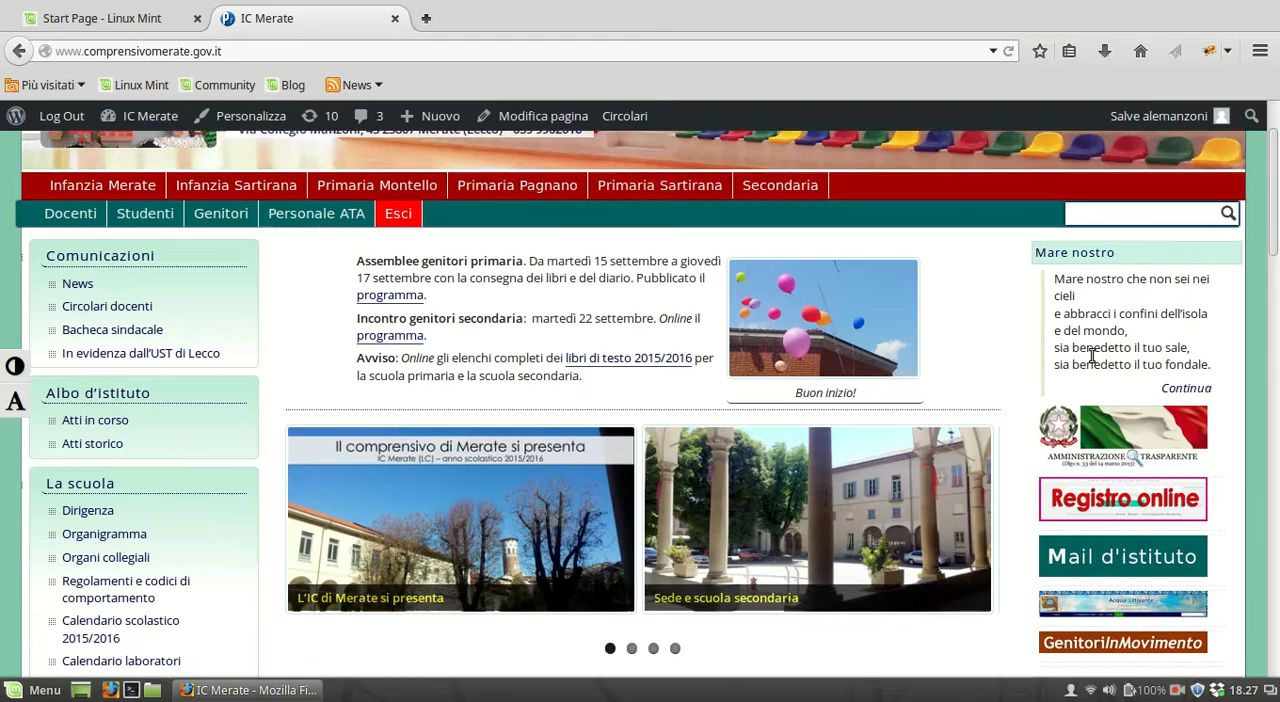 Start Page - Linux Mint
IC Merate
www.comprensivomerate.gov.it
Più visitati
Linux Mint
Community
Blog
News
Log Out
IC Merate
Personalizza
10
3
Nuovo
Modifica pagina
Circolari
Salve alemanzoni
Infanzia Merate
Infanzia Sartirana
Primaria Montello
Primaria Pagnano
Primaria Sartirana
Secondaria
Docenti
Studenti
Genitori
Personale ATA
Esci
Comunicazioni
News
Circolari docenti
Bacheca sindacale
In evidenza dall'UST di Lecco
Albo d'istituto
Atti in corso
Atti storico
La scuola
Dirigenza
Organigramma
Organi collegiali
Regolamenti e codici di
comportamento
Calendario scolastico
2015/2016
Calendario laboratori
A
Assemblee genitori primaria. Da martedì 15 settembre a giovedì
17 settembre con la consegna dei libri e del diario. Pubblicato il
programma.
Incontro genitori secondaria: martedì 22 settembre. Online il
programma.
Avviso: Online gli elenchi completi dei libri di testo 2015/2016 per
la scuola primaria e la scuola secondaria.
Buon inizio!
Il comprensivo di Merate si presenta
IC Merate (LC) – anno scolastico 2015/2016
L'IC di Merate si presenta
Sede e scuola secondaria
Mare nostro
Mare nostro che non sei nei
cieli
e abbracci i confini dell'isola
e del mondo,
sia benedetto il tuo sale,
sia benedetto il tuo fondale.
Continua
AMMINISTRAZIONE TRASPARENTE
(Dlgs n. 33 del 14 marzo 2013)
Registro online
Mail d'istituto
GenitoriInMovimento
Menu
IC Merate - Mozilla Fi...
100%
18.27